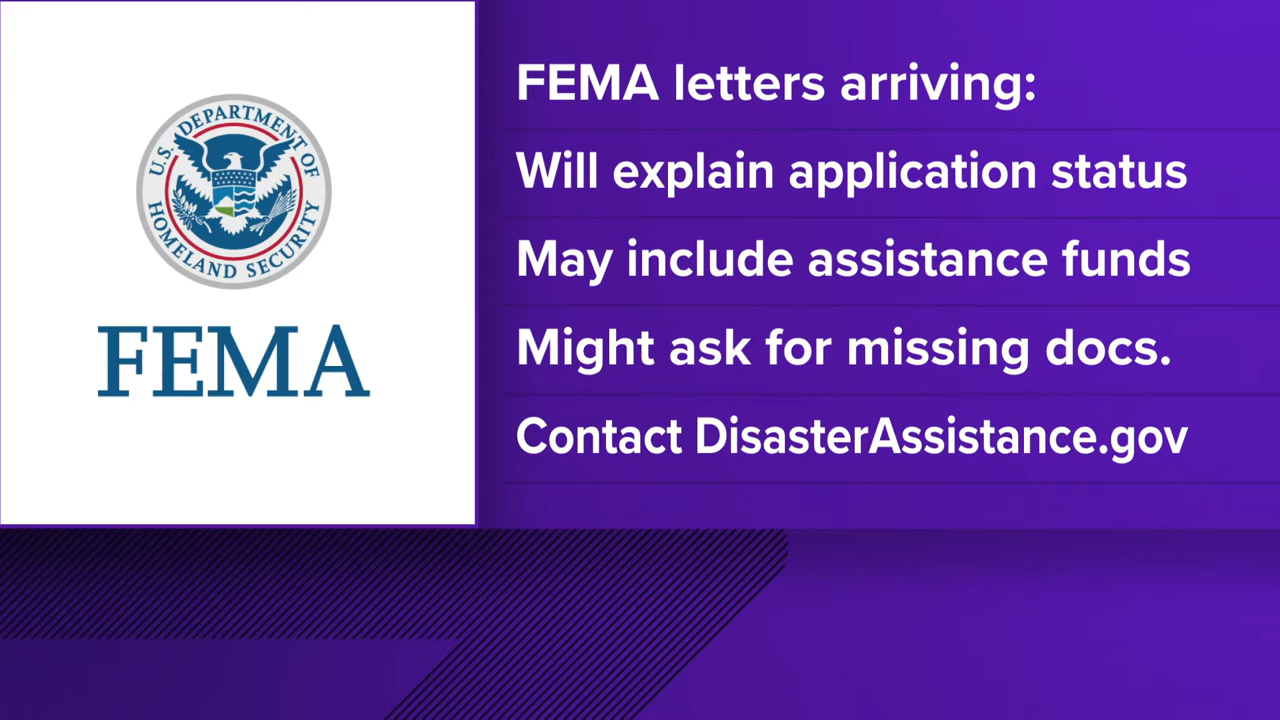 U.S. DEPARTMENT OF
HOMELAND SECURITY
FEMA
FEMA letters arriving:
Will explain application status
May include assistance funds
Might ask for missing docs.
Contact DisasterAssistance.gov